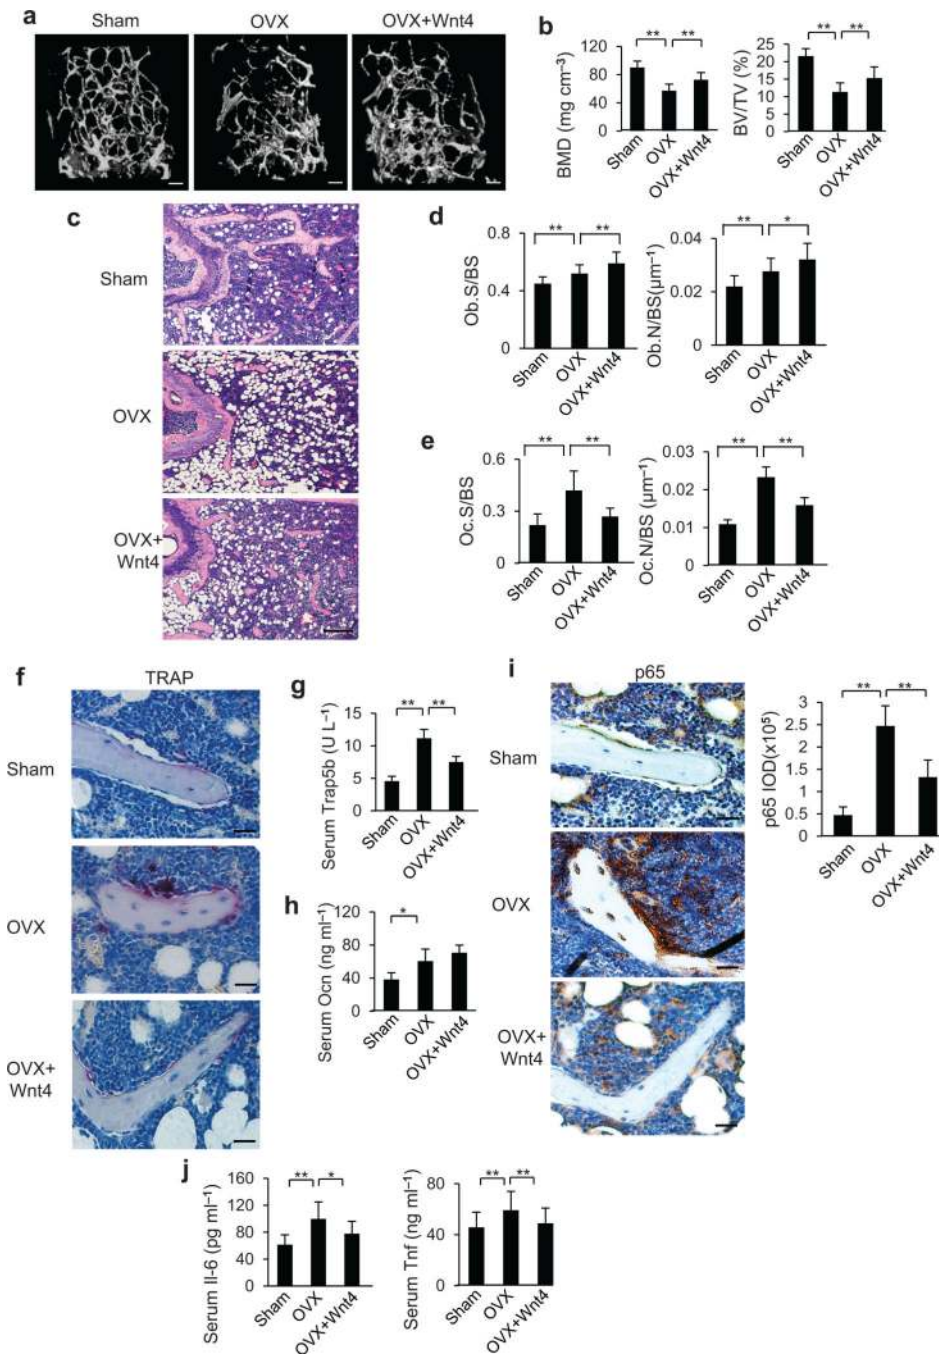 a
Sham
OVX
OVX+Wnt4
b
BMD (mg cm⁻³)
120
90
60
30
0
**
**
Sham
OVX
OVX+Wnt4
BV/TV (%)
25
20
15
10
5
0
**
**
Sham
OVX
OVX+Wnt4
c
Sham
OVX
OVX+
Wnt4
d
Ob.S/BS
0.8
0.4
0
**
**
Sham
OVX
OVX+Wnt4
Ob.N/BS(μm⁻¹)
0.04
0.02
0
**
*
Sham
OVX
OVX+Wnt4
e
Oc.S/BS
0.6
0.3
0
**
**
Sham
OVX
OVX+Wnt4
Oc.N/BS (μm⁻¹)
0.03
0.02
0.01
0
**
**
Sham
OVX
OVX+Wnt4
f
TRAP
Sham
OVX
OVX+
Wnt4
g
Serum Trap5b (U L⁻¹)
15
10
5
0
**
**
Sham
OVX
OVX+Wnt4
h
Serum Ocn (ng ml⁻¹)
120
80
40
0
*
Sham
OVX
OVX+Wnt4
i
p65
Sham
OVX
OVX+
Wnt4
p65 IOD(x10⁵)
3
2.5
2
1.5
1
0.5
0
**
**
Sham
OVX
OVX+Wnt4
j
Serum Il-6 (pg ml⁻¹)
160
120
80
40
0
**
*
Sham
OVX
OVX+Wnt4
Serum Tnf (ng ml⁻¹)
80
40
0
**
**
Sham
OVX
OVX+Wnt4